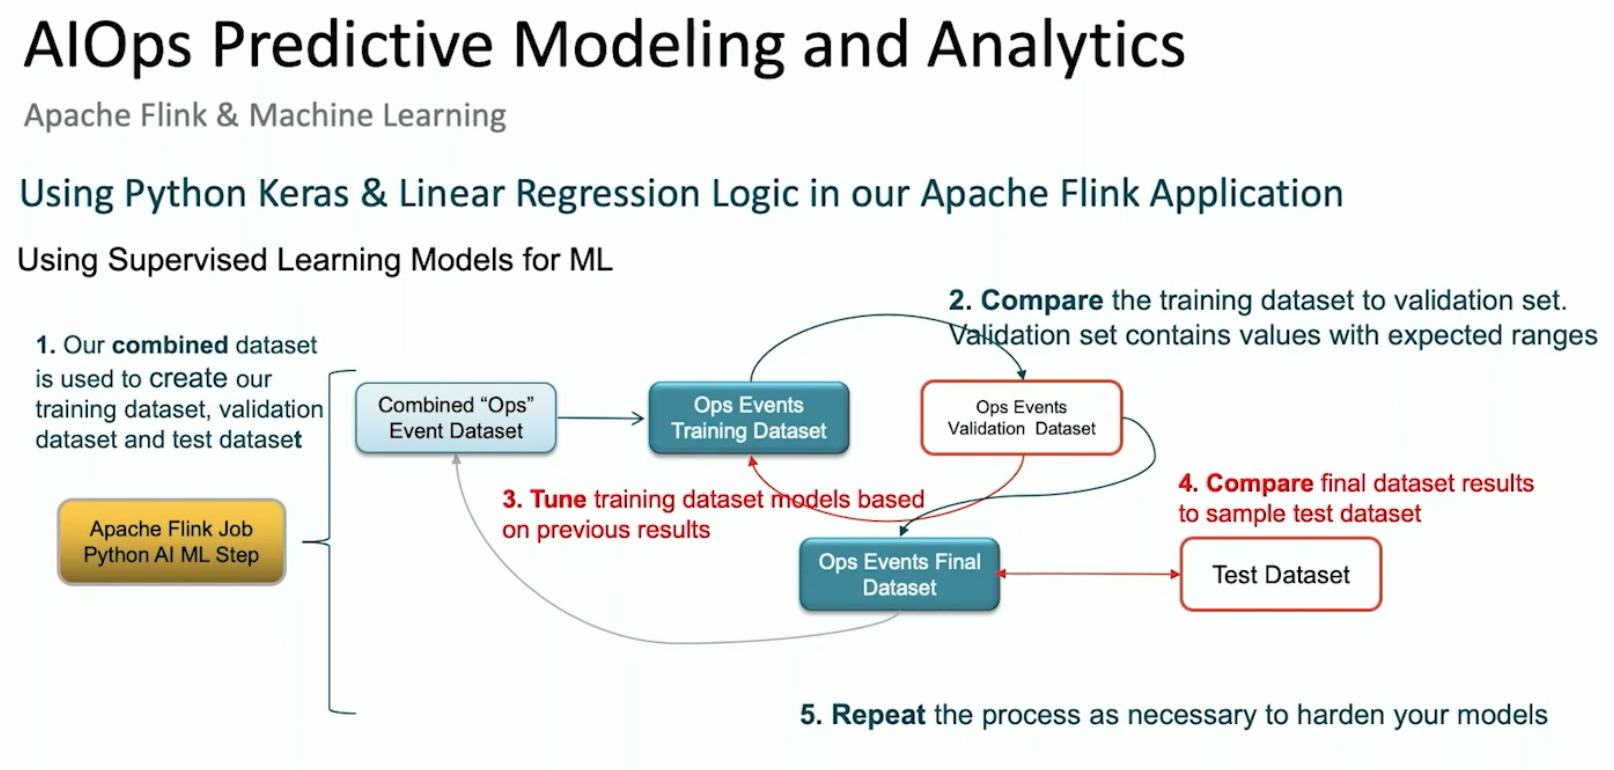 AIOps Predictive Modeling and Analytics
Apache Flink & Machine Learning
Using Python Keras & Linear Regression Logic in our Apache Flink Application
Using Supervised Learning Models for ML
1. Our combined dataset
is used to create our
training dataset, validation
dataset and test dataset
Apache Flink Job
Python AI ML Step
Combined “Ops”
Event Dataset
Ops Events
Training Dataset
2. Compare the training dataset to validation set.
Validation set contains values with expected ranges
Ops Events
Validation Dataset
3. Tune training dataset models based
on previous results
Ops Events Final
Dataset
4. Compare final dataset results
to sample test dataset
Test Dataset
5. Repeat the process as necessary to harden your models